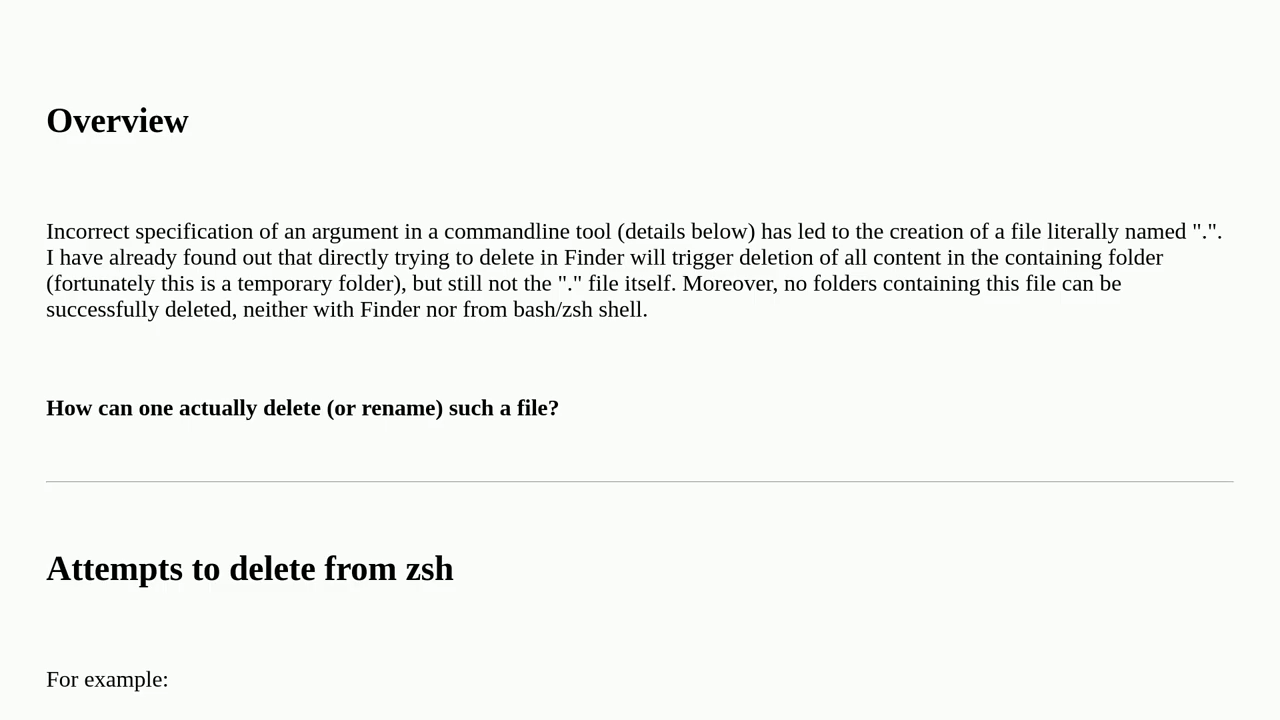 Overview
Incorrect specification of an argument in a commandline tool (details below) has led to the creation of a file literally named ".".
I have already found out that directly trying to delete in Finder will trigger deletion of all content in the containing folder
(fortunately this is a temporary folder), but still not the "." file itself. Moreover, no folders containing this file can be
successfully deleted, neither with Finder nor from bash/zsh shell.
How can one actually delete (or rename) such a file?
Attempts to delete from zsh
For example: